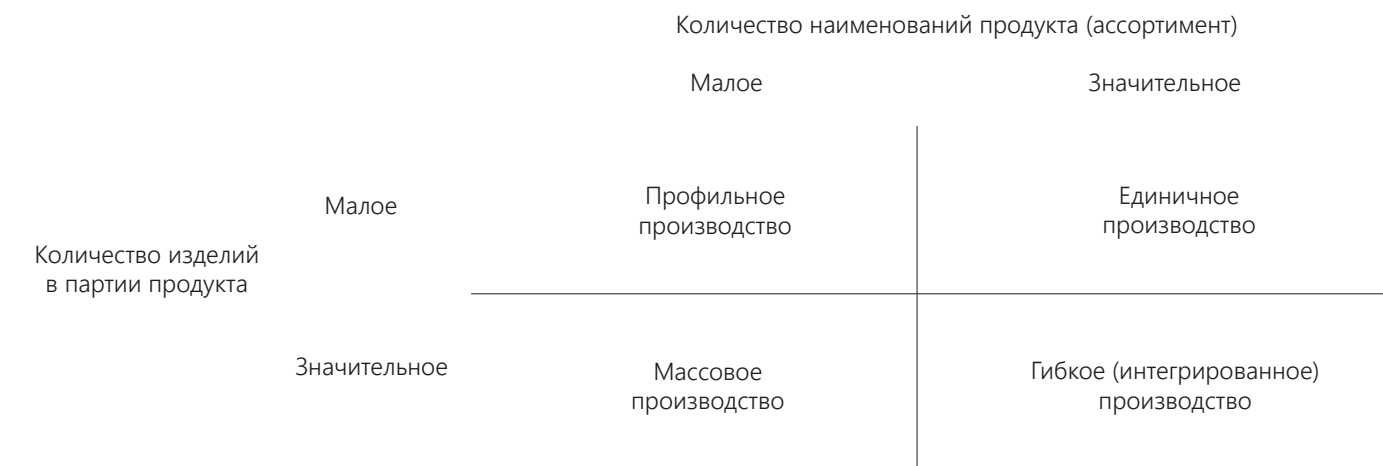 Количество наименований продукта (ассортимент)
Малое
Значительное
Малое
Профильное
производство
Единичное
производство
Количество изделий
в партии продукта
Значительное
Массовое
производство
Гибкое (интегрированное)
производство